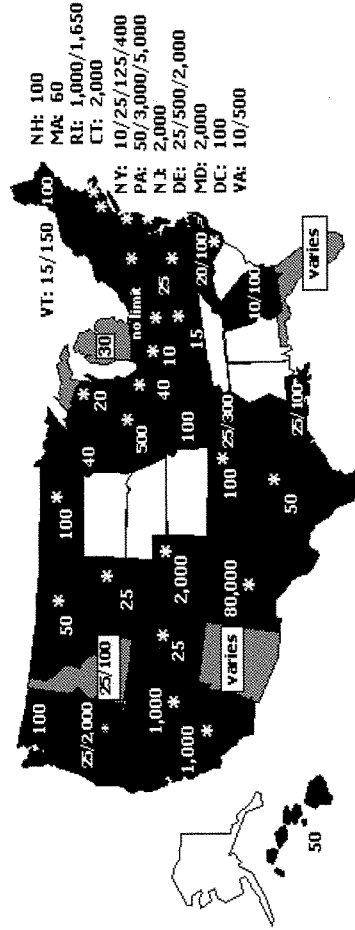 VT: 15/150
NH: 100
MA: 60
RI: 1,000/1,650
CT: 2,000
NY: 10/25/125/400
PA: 50/3,000/5,000
NJ: 2,000
DE: 25/500/2,000
MD: 2,000
DC: 100
VA: 10/500
100
100
50
100
40
20
30
25/2,000
*
25/100
25
*
500
40
no limit
10
25
1,000
1,000
25
2,000
100
15
20/100
varies
80,000
100
25/300
50
25/100
10/100
varies
50